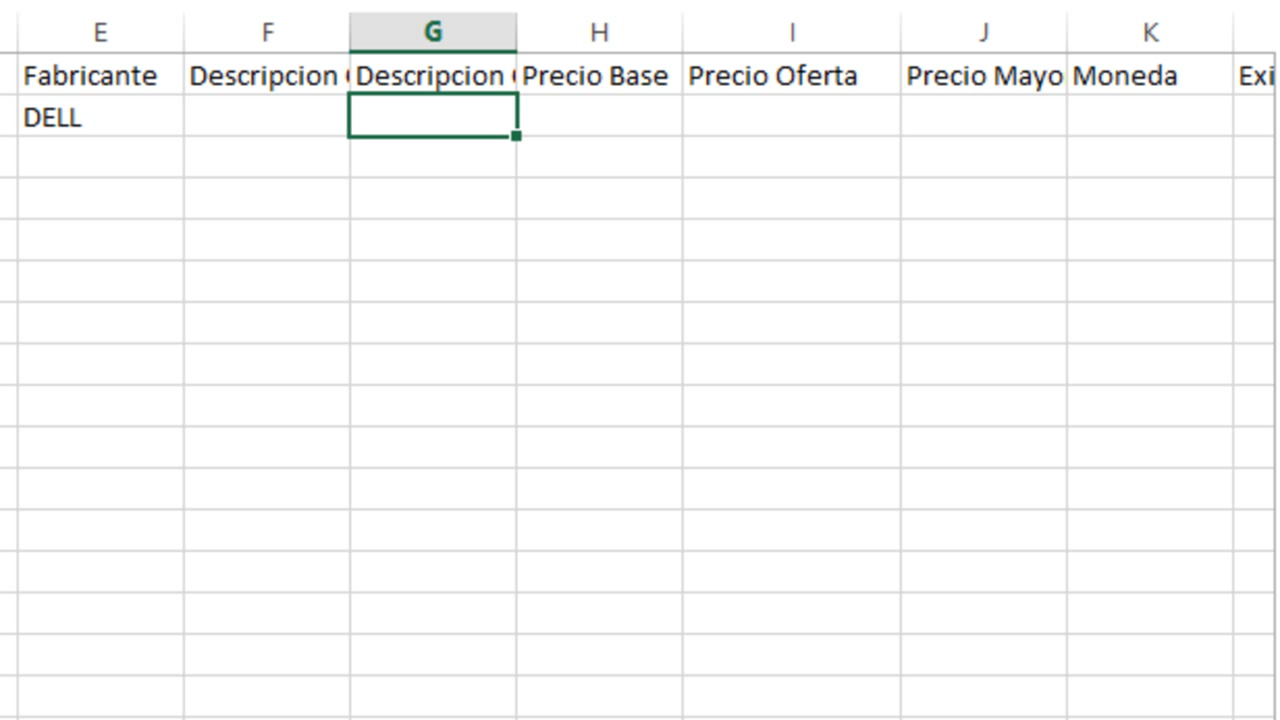 E F G H I J K
Fabricante Descripcion Descripcion Precio Base Precio Oferta Precio Mayo Moneda Exi
DELL